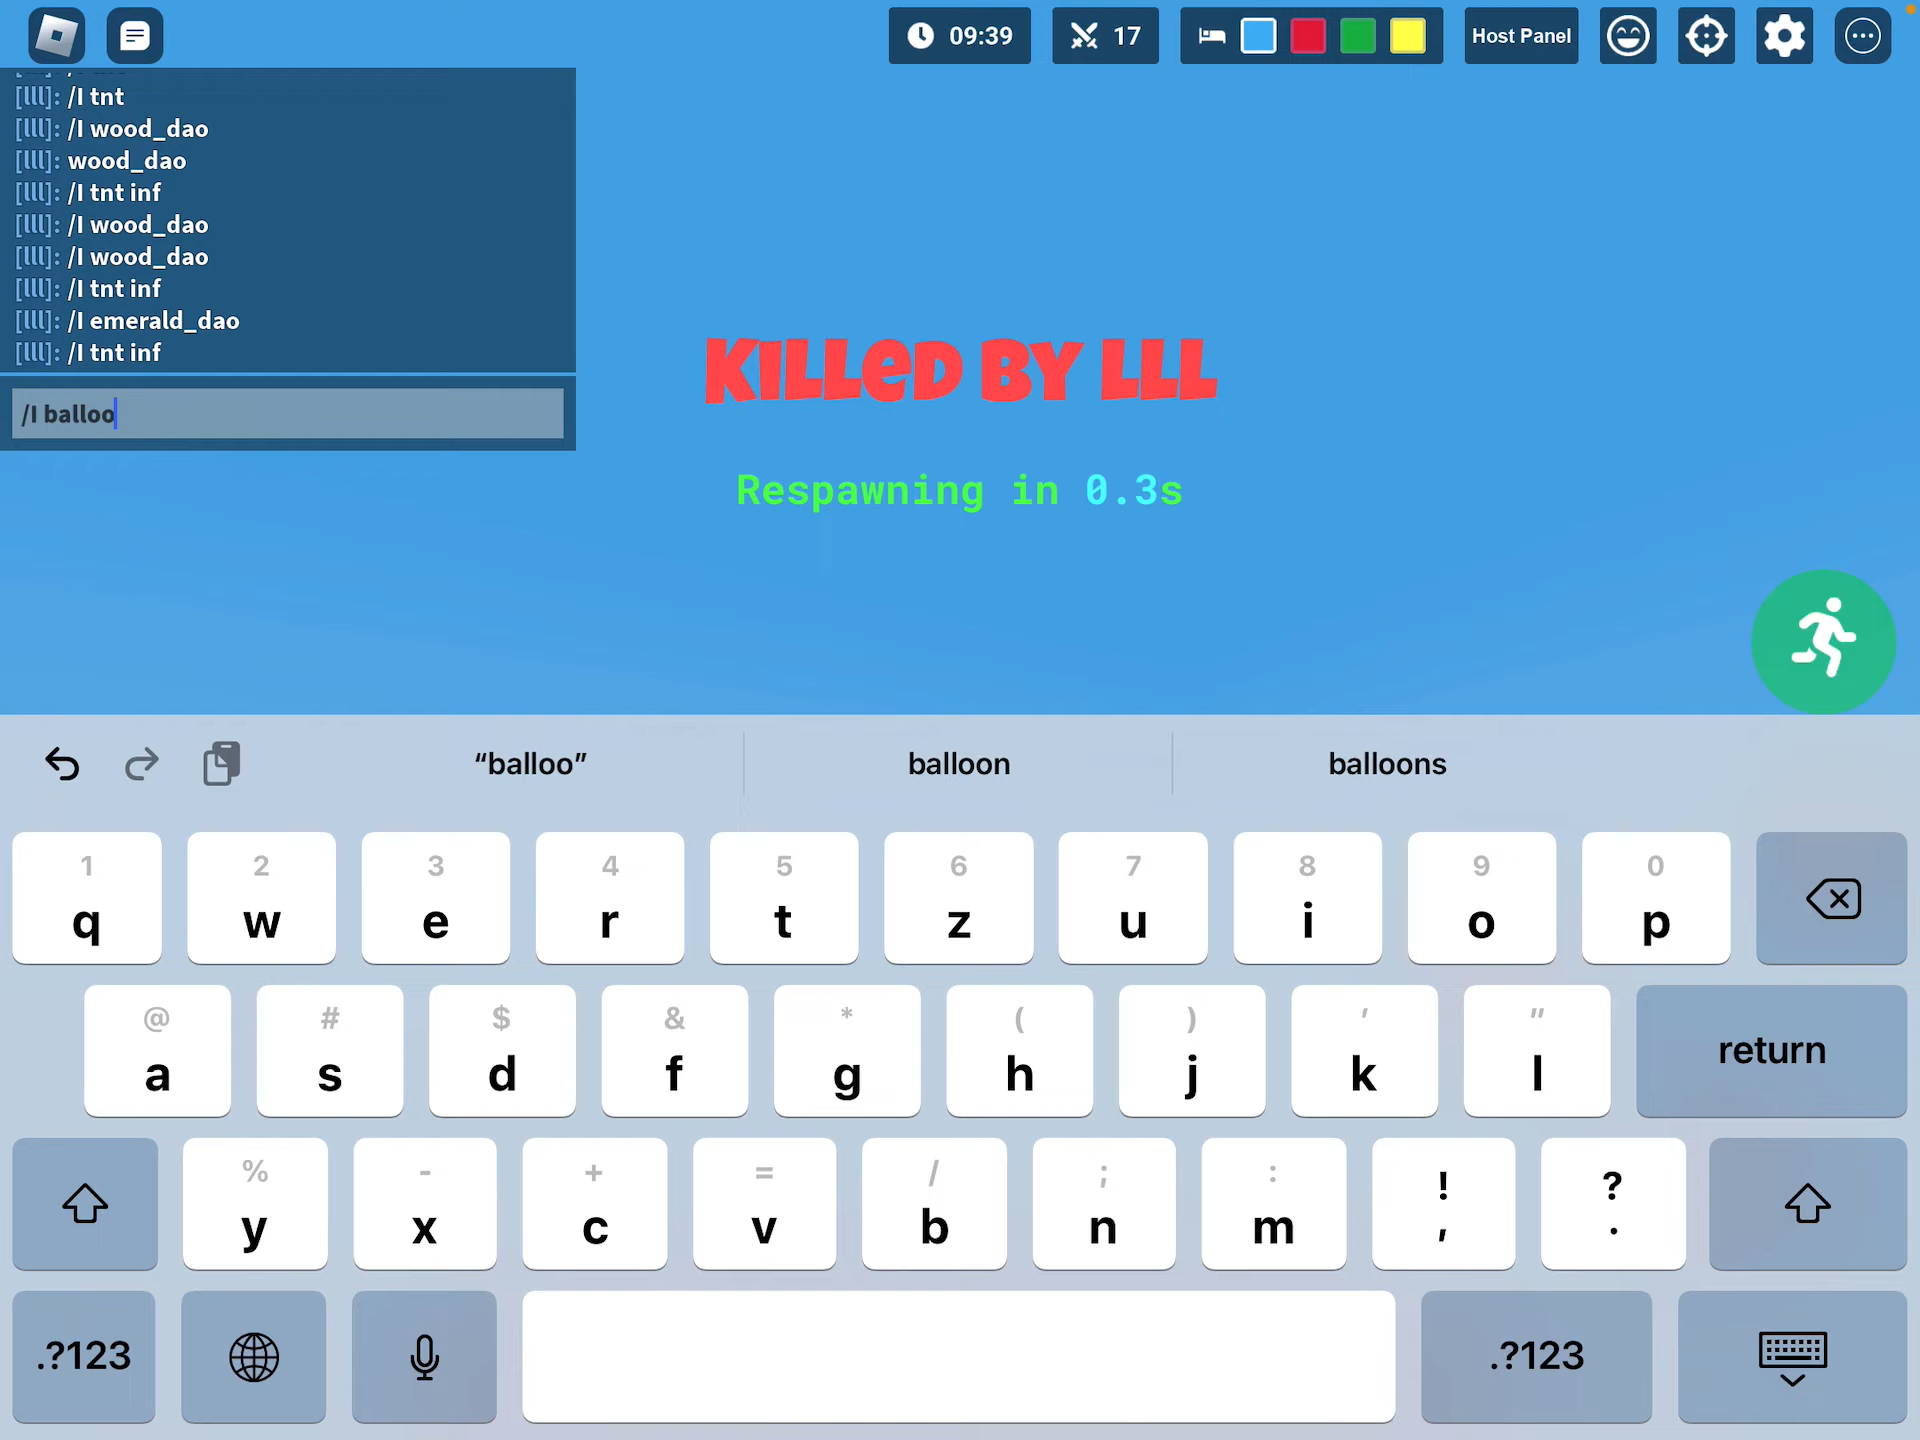 09:39
17
Host Panel
[lll]: /I tnt
[lll]: /I wood_dao
[lll]: wood_dao
[lll]: /I tnt inf
[lll]: /I wood_dao
[lll]: /I wood_dao
[lll]: /I tnt inf
[lll]: /I emerald_dao
[lll]: /I tnt inf
/I balloo
KILLED BY LLL
Respawning in 0.3s
“balloo” balloon balloons
1 2 3 4 5 6 7 8 9 0
q w e r t z u i o p
@ # $ & * ( ) ' "
a s d f g h j k l return
% - + = / ; : ! ?
y x c v b n m , .
.?123 .?123